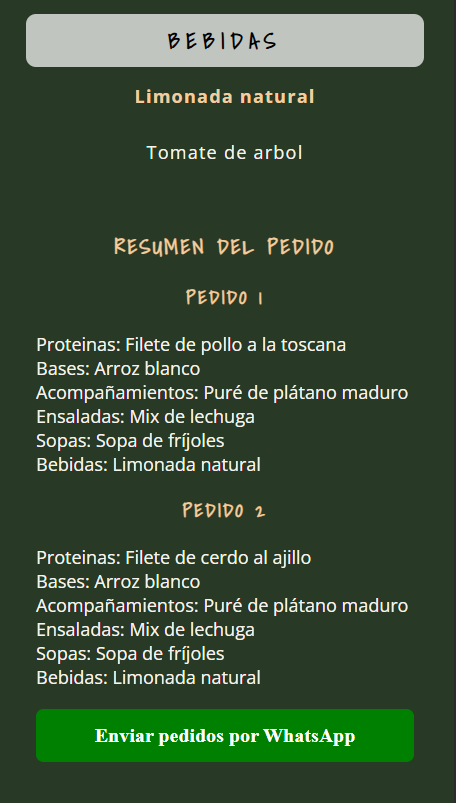 BEBIDAS
Limonada natural
Tomate de arbol
RESUMEN DEL PEDIDO
PEDIDO 1
Proteinas: Filete de pollo a la toscana
Bases: Arroz blanco
Acompañamientos: Puré de plátano maduro
Ensaladas: Mix de lechuga
Sopas: Sopa de fríjoles
Bebidas: Limonada natural
PEDIDO 2
Proteinas: Filete de cerdo al ajillo
Bases: Arroz blanco
Acompañamientos: Puré de plátano maduro
Ensaladas: Mix de lechuga
Sopas: Sopa de fríjoles
Bebidas: Limonada natural
Enviar pedidos por WhatsApp